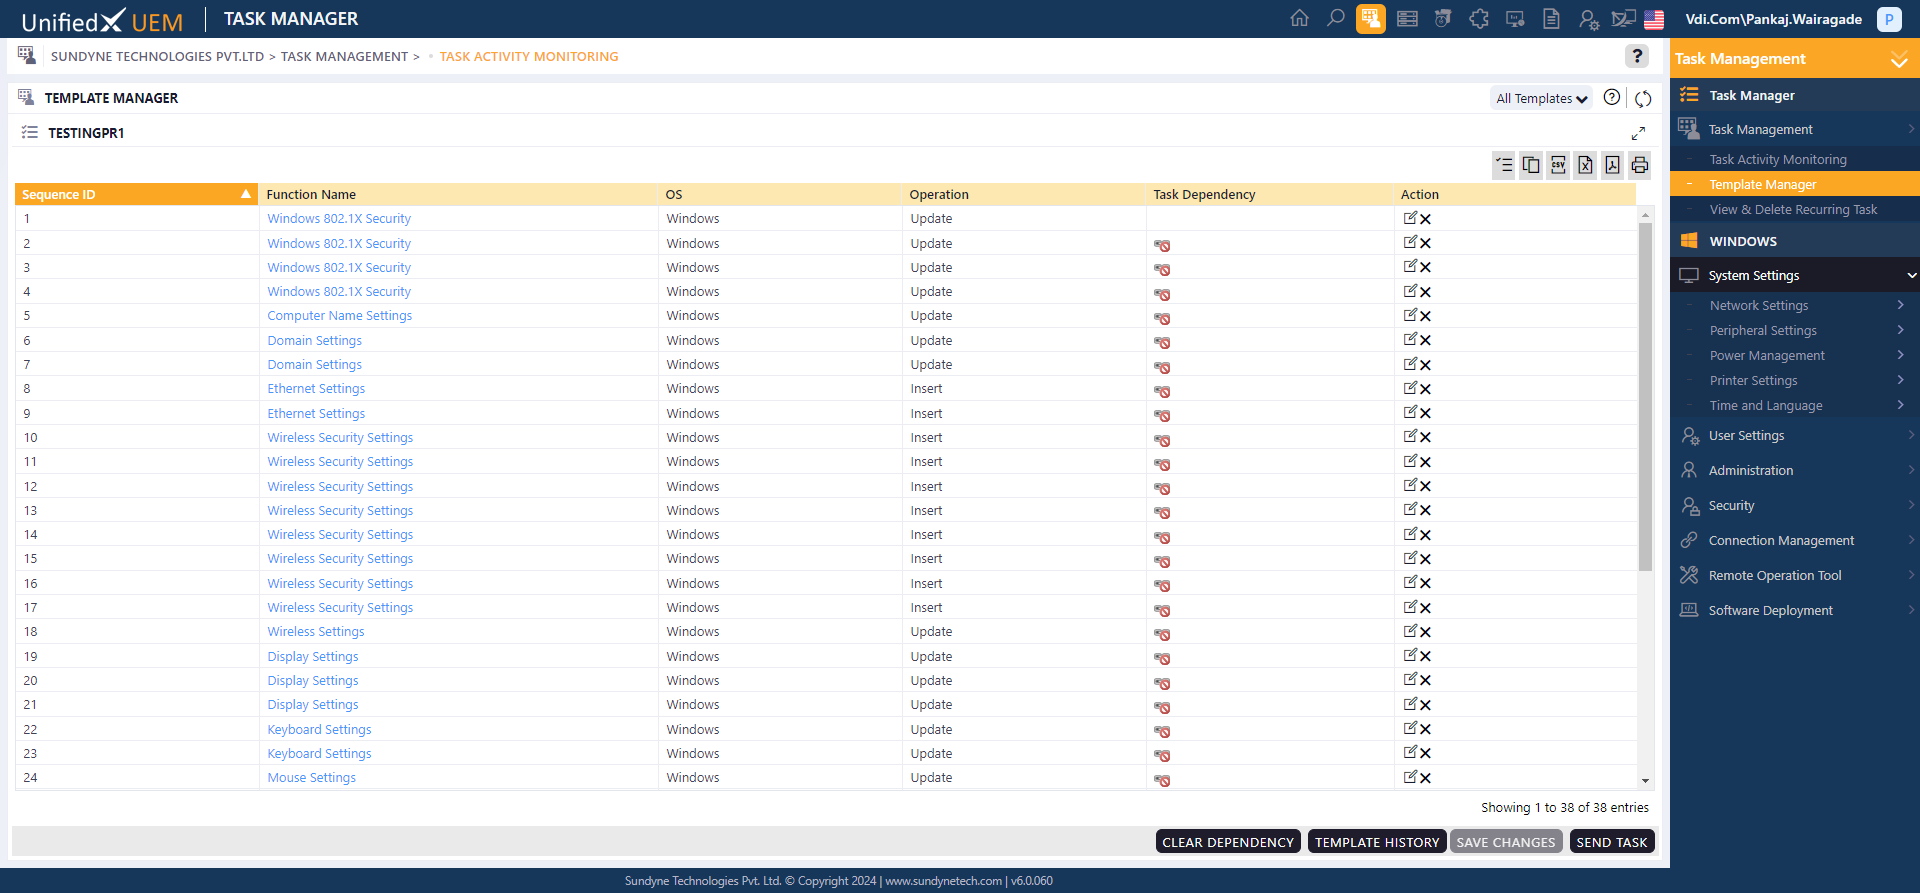 UnifiedX UEM
TASK MANAGER
Vdi.Com\Pankaj.Wairagade
P
SUNDYNE TECHNOLOGIES PVT.LTD > TASK MANAGEMENT > • TASK ACTIVITY MONITORING
?
TEMPLATE MANAGER
All Templates
?
TESTINGPR1
CSV
Sequence ID Function Name OS Operation Task Dependency Action
1 Windows 802.1X Security Windows Update
2 Windows 802.1X Security Windows Update
3 Windows 802.1X Security Windows Update
4 Windows 802.1X Security Windows Update
5 Computer Name Settings Windows Update
6 Domain Settings Windows Update
7 Domain Settings Windows Update
8 Ethernet Settings Windows Insert
9 Ethernet Settings Windows Insert
10 Wireless Security Settings Windows Insert
11 Wireless Security Settings Windows Insert
12 Wireless Security Settings Windows Insert
13 Wireless Security Settings Windows Insert
14 Wireless Security Settings Windows Insert
15 Wireless Security Settings Windows Insert
16 Wireless Security Settings Windows Insert
17 Wireless Security Settings Windows Insert
18 Wireless Settings Windows Update
19 Display Settings Windows Update
20 Display Settings Windows Update
21 Display Settings Windows Update
22 Keyboard Settings Windows Update
23 Keyboard Settings Windows Update
24 Mouse Settings Windows Update
Showing 1 to 38 of 38 entries
CLEAR DEPENDENCY TEMPLATE HISTORY SAVE CHANGES SEND TASK
Task Management
Task Manager
Task Management
Task Activity Monitoring
Template Manager
View & Delete Recurring Task
WINDOWS
System Settings
Network Settings
Peripheral Settings
Power Management
Printer Settings
Time and Language
User Settings
Administration
Security
Connection Management
Remote Operation Tool
Software Deployment
Sundyne Technologies Pvt. Ltd. © Copyright 2024 | www.sundynetech.com | v6.0.060